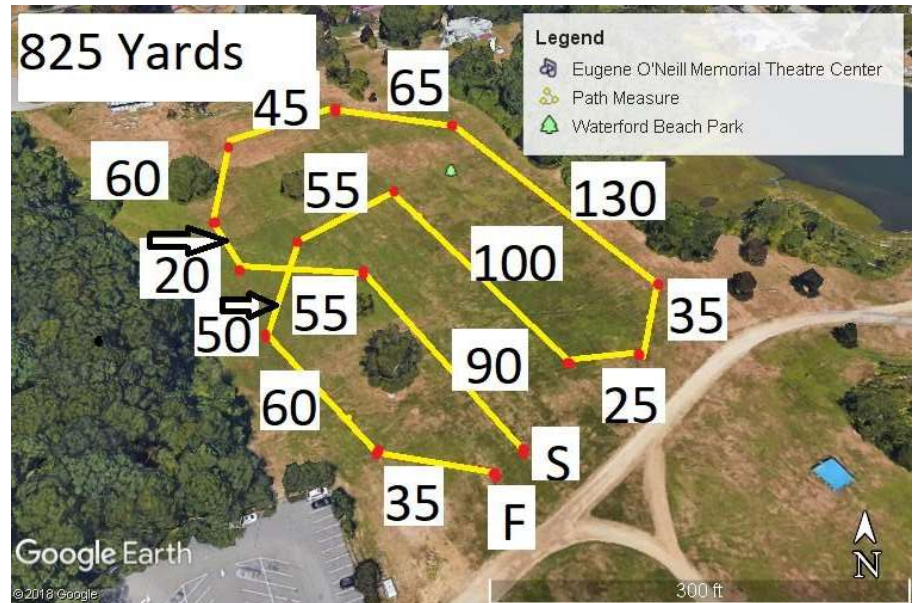 825 Yards
Legend
Eugene O'Neill Memorial Theatre Center
Path Measure
Waterford Beach Park
45
65
60
55
130
100
20
50
55
35
90
25
60
S
35
F
N
Google Earth
©2018 Google
300 ft